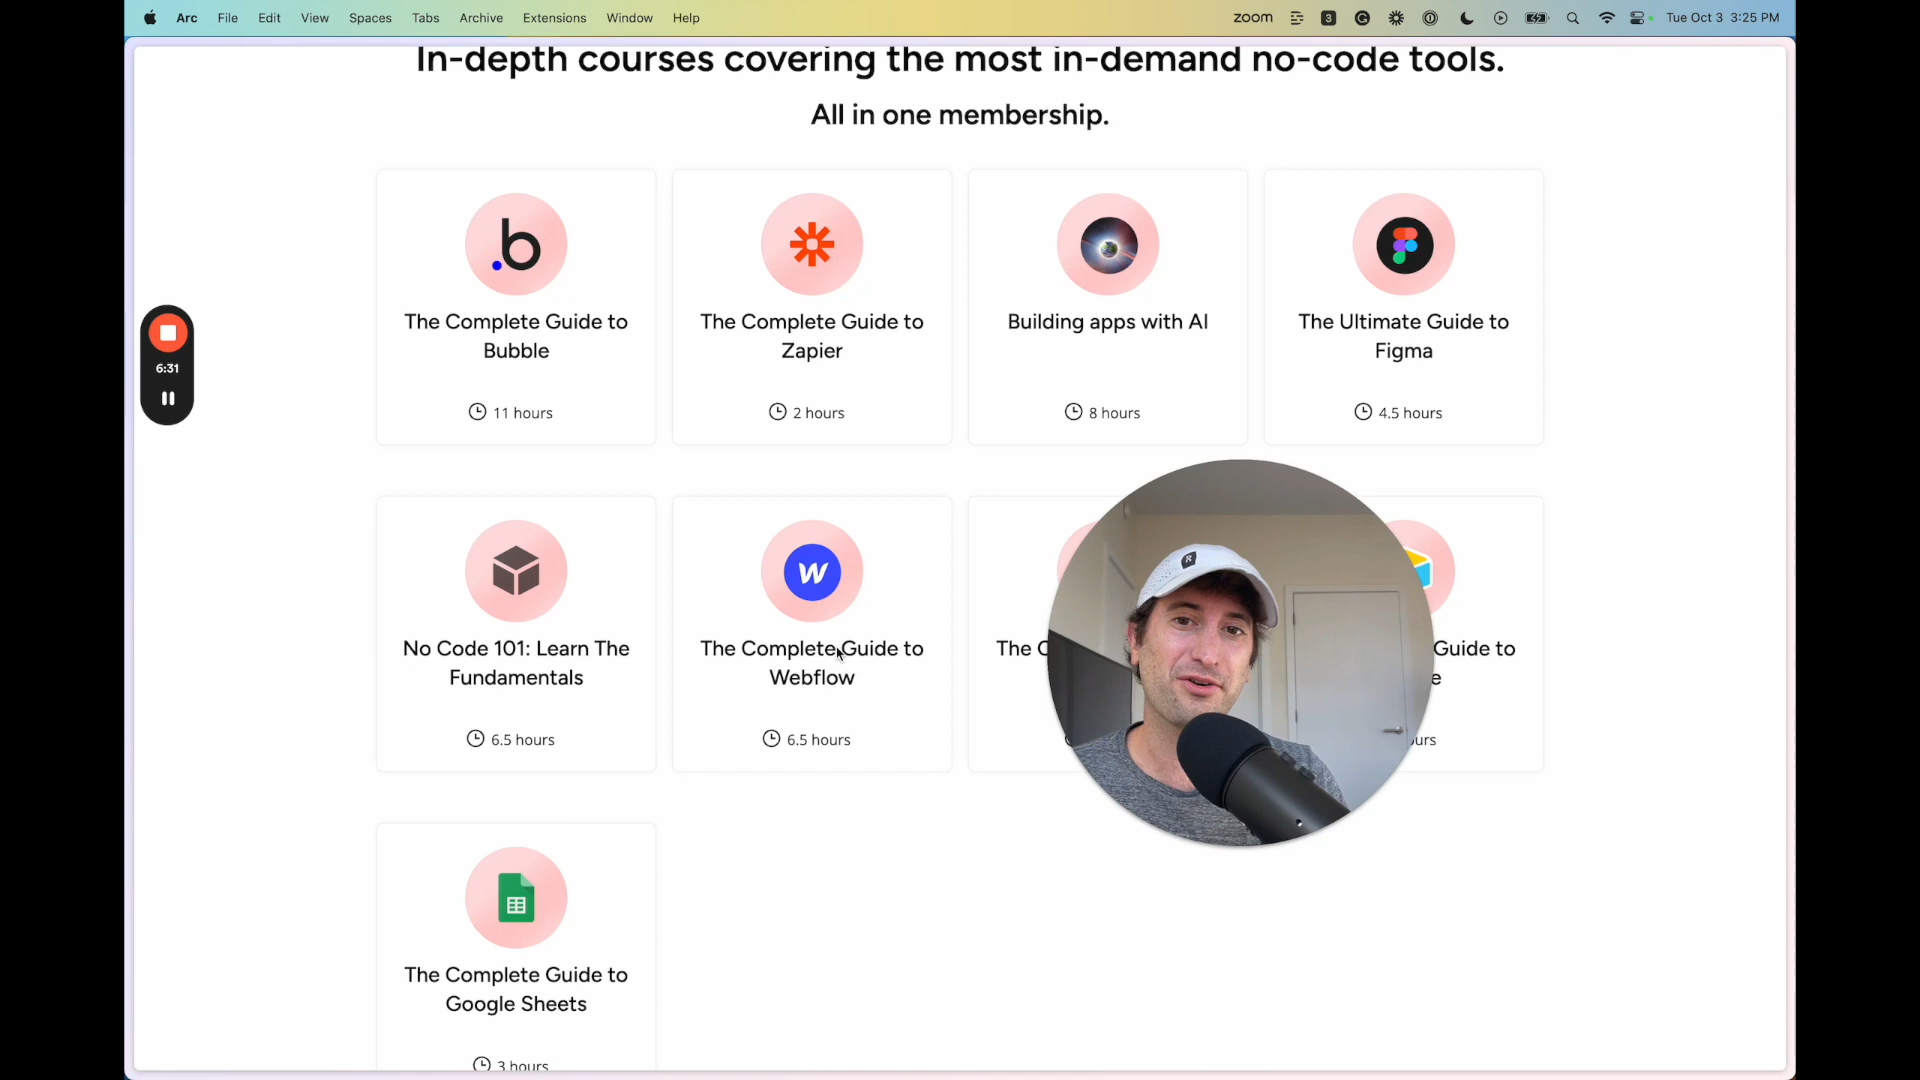 Arc File Edit View Spaces Tabs Archive Extensions Window Help
zoom 3 Tue Oct 3 3:25 PM
In-depth courses covering the most in-demand no-code tools.
All in one membership.
The Complete Guide to
Bubble
11 hours
The Complete Guide to
Zapier
2 hours
Building apps with AI
8 hours
The Ultimate Guide to
Figma
4.5 hours
6:31
No Code 101: Learn The
Fundamentals
6.5 hours
The Complete Guide to
Webflow
6.5 hours
The
Guide to
The Complete Guide to
Google Sheets
3 hours